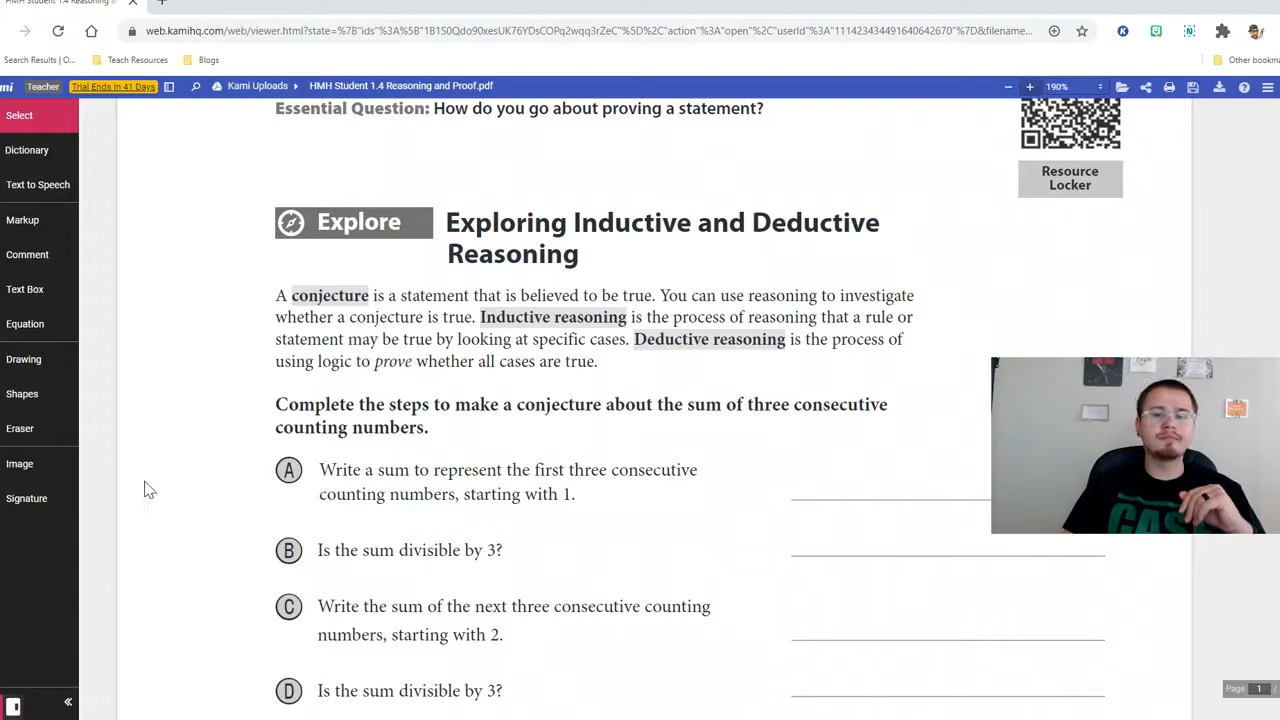 HMH Student 1.4 Reasoning a
web.kamihq.com/web/viewer.html?state=%7B"ids"%3A%5B"1B1S0Qdo90xesUK76YDsCOPq2wqq3rZeC"%5D%2C"action"%3A"open"%2C"userId"%3A"111423434491640642670"%7D&filename...
Search Results | O...
Teach Resources
Blogs
Other bookma
mi
Teacher
Trial Ends in 41 Days
Kami Uploads
HMH Student 1.4 Reasoning and Proof.pdf
190%
Select
Dictionary
Text to Speech
Markup
Comment
Text Box
Equation
Drawing
Shapes
Eraser
Image
Signature
Essential Question: How do you go about proving a statement?
Resource
Locker
Explore
Exploring Inductive and Deductive
Reasoning
A conjecture is a statement that is believed to be true. You can use reasoning to investigate
whether a conjecture is true. Inductive reasoning is the process of reasoning that a rule or
statement may be true by looking at specific cases. Deductive reasoning is the process of
using logic to prove whether all cases are true.
Complete the steps to make a conjecture about the sum of three consecutive
counting numbers.
A Write a sum to represent the first three consecutive
counting numbers, starting with 1.
B Is the sum divisible by 3?
C Write the sum of the next three consecutive counting
numbers, starting with 2.
D Is the sum divisible by 3?
CAS
Page 1 /